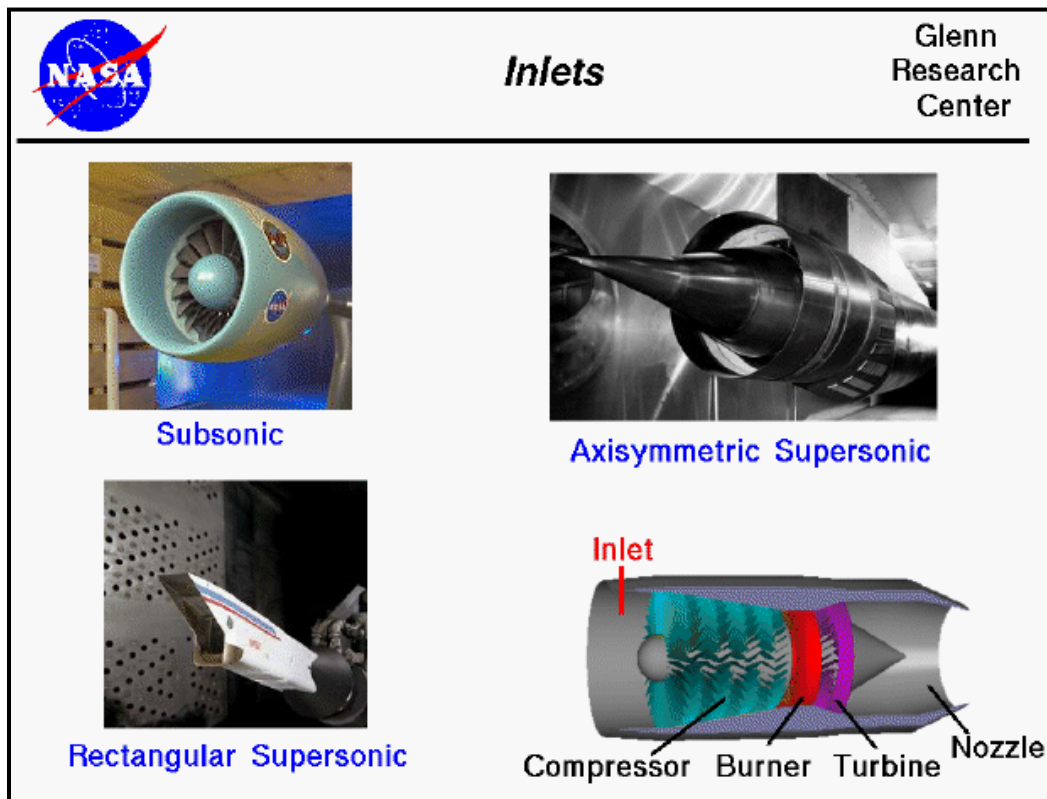 NASA
Inlets
Glenn
Research
Center
Subsonic
Axisymmetric Supersonic
Rectangular Supersonic
Inlet
Compressor
Burner
Turbine
Nozzle